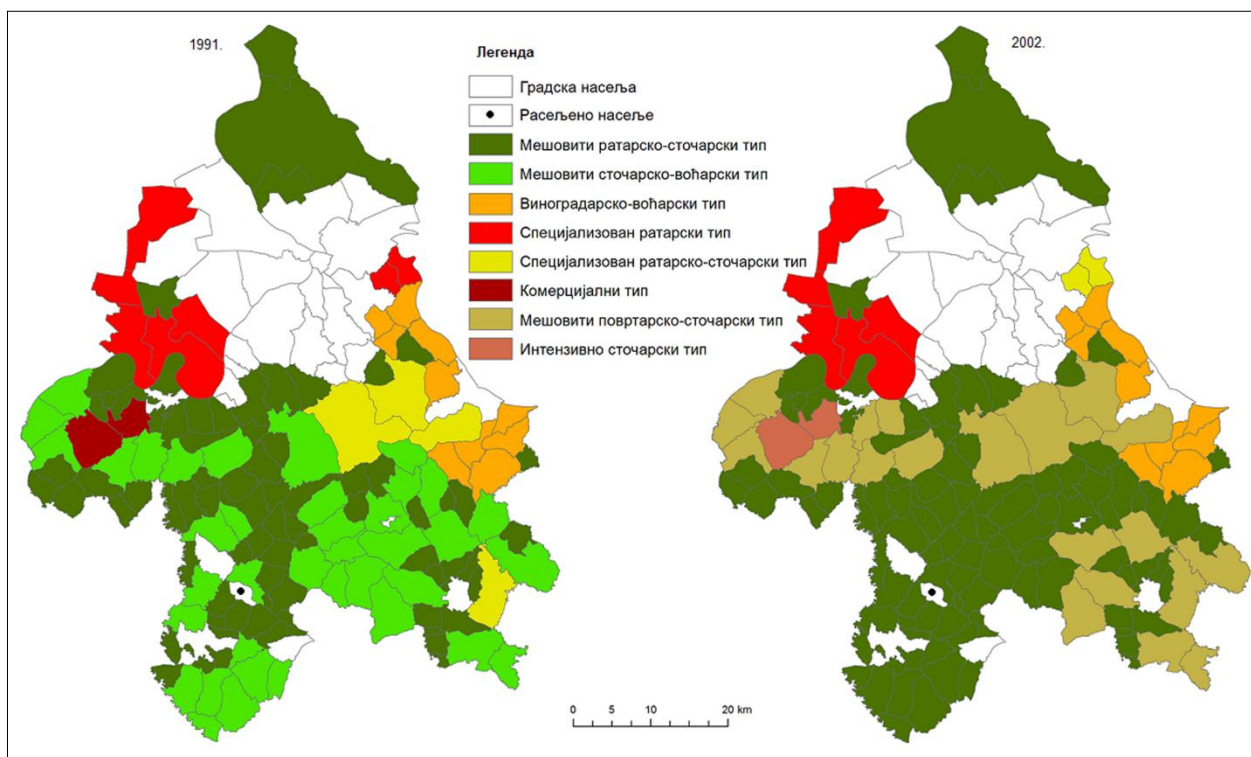 1991.
2002.
Легенда
Градска насеља
Расељено насеље
Мешовити ратарско-сточарски тип
Мешовити сточарско-воћарски тип
Виноградарско-воћарски тип
Специјализован ратарски тип
Специјализован ратарско-сточарски тип
Комерцијални тип
Мешовити повртарско-сточарски тип
Интензивно сточарски тип
0 5 10 20 km